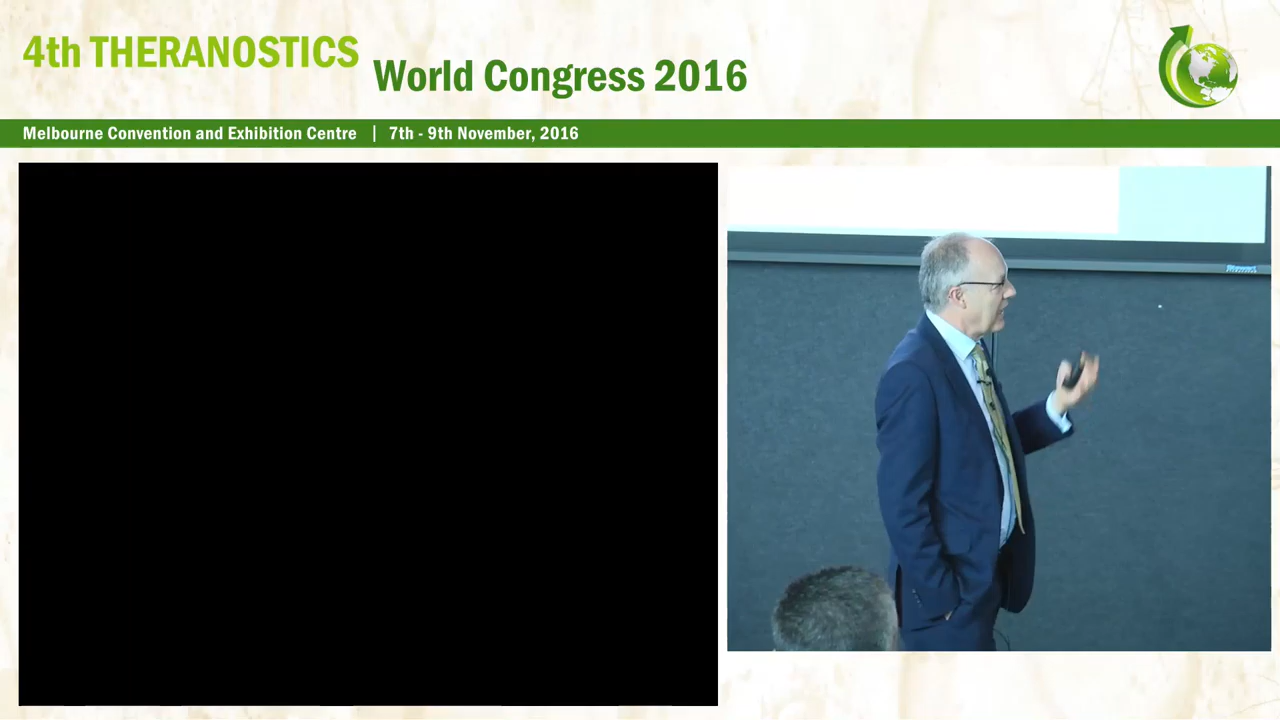 4th THERANOSTICS
World Congress 2016
Melbourne Convention and Exhibition Centre | 7th - 9th November, 2016